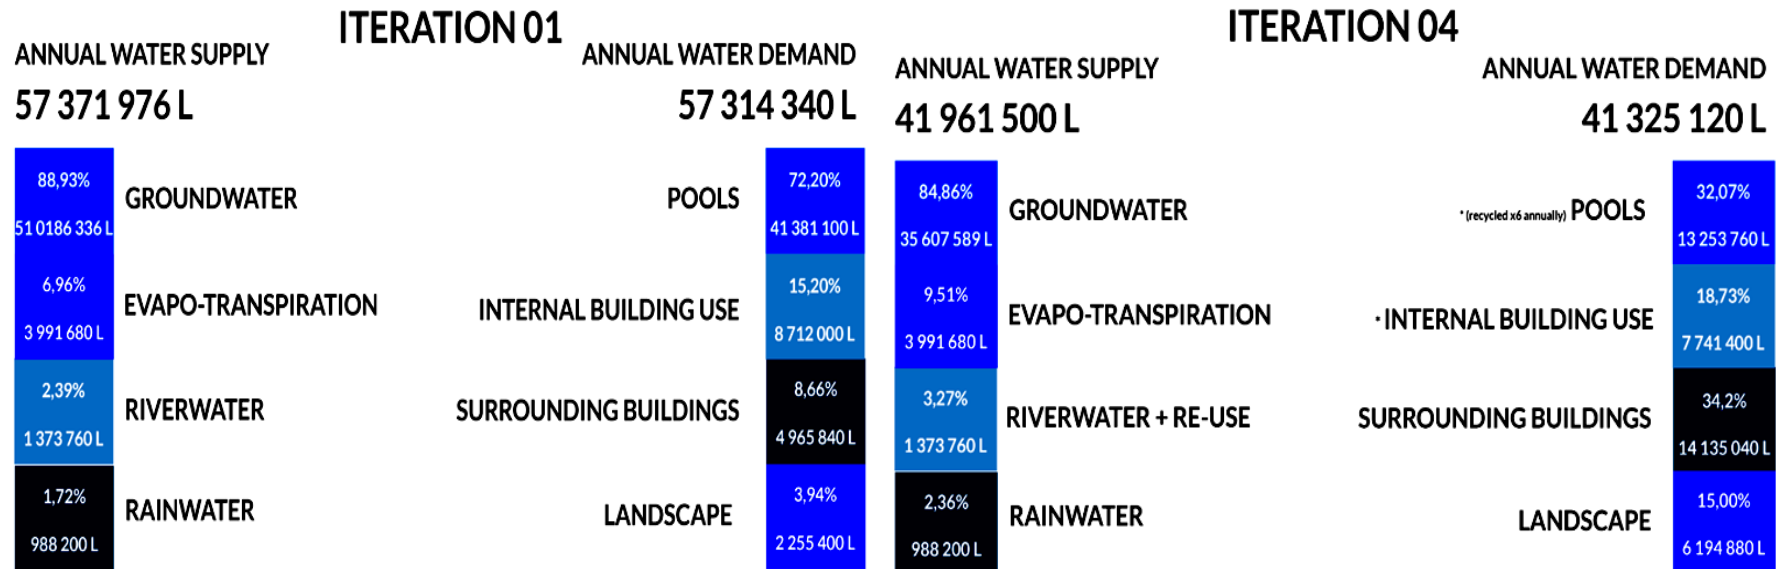 ITERATION 01
ANNUAL WATER SUPPLY
57 371 976 L
ANNUAL WATER DEMAND
57 314 340 L
88,93%
51 0186 336 L
GROUNDWATER
6,96%
3 991 680 L
EVAPO-TRANSPIRATION
2,39%
1 373 760 L
RIVERWATER
1,72%
988 200 L
RAINWATER
POOLS
72,20%
41 381 100 L
INTERNAL BUILDING USE
15,20%
8 712 000 L
SURROUNDING BUILDINGS
8,66%
4 965 840 L
LANDSCAPE
3,94%
2 255 400 L
ITERATION 04
ANNUAL WATER SUPPLY
41 961 500 L
ANNUAL WATER DEMAND
41 325 120 L
84,86%
35 607 589 L
GROUNDWATER
9,51%
3 991 680 L
EVAPO-TRANSPIRATION
3,27%
1 373 760 L
RIVERWATER + RE-USE
2,36%
988 200 L
RAINWATER
* (recycled x6 annually) POOLS
32,07%
13 253 760 L
* INTERNAL BUILDING USE
18,73%
7 741 400 L
SURROUNDING BUILDINGS
34,2%
14 135 040 L
LANDSCAPE
15,00%
6 194 880 L